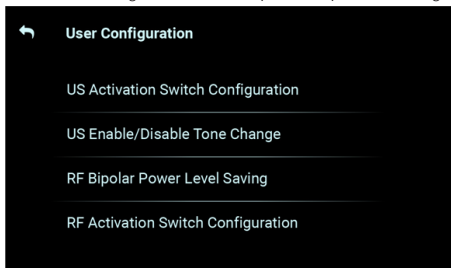 User Configuration
US Activation Switch Configuration
US Enable/Disable Tone Change
RF Bipolar Power Level Saving
RF Activation Switch Configuration